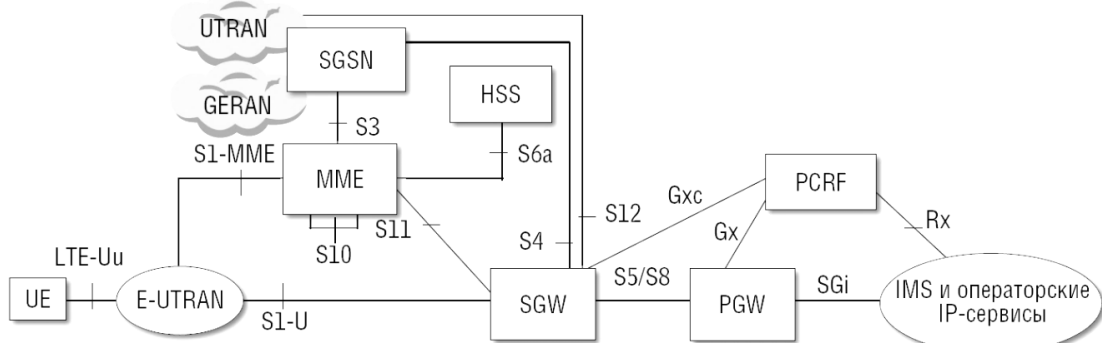 UTRAN
SGSN
GERAN
HSS
S3
S1-MME
S6a
MME
PCRF
Gxc
S11
S12
Rx
S10
S4
Gx
LTE-Uu
S5/S8
SGi
UE
E-UTRAN
SGW
PGW
IMS и операторские
IP-сервисы
S1-U